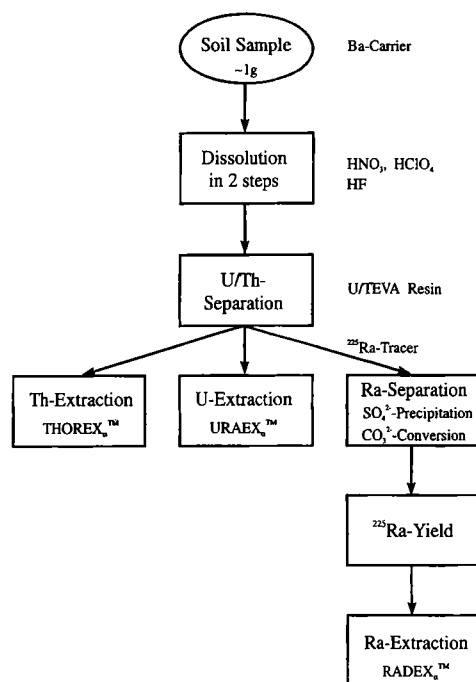 Soil Sample
~1g
Ba-Carrier
Dissolution
in 2 steps
HNO₃, HClO₄
HF
U/Th-
Separation
U/TEVA Resin
²²⁵Ra-Tracer
Th-Extraction
THOREXα™
U-Extraction
URAEXα™
Ra-Separation
SO₄²⁻-Precipitation
CO₃²⁻-Conversion
²²⁵Ra-Yield
Ra-Extraction
RADEXα™